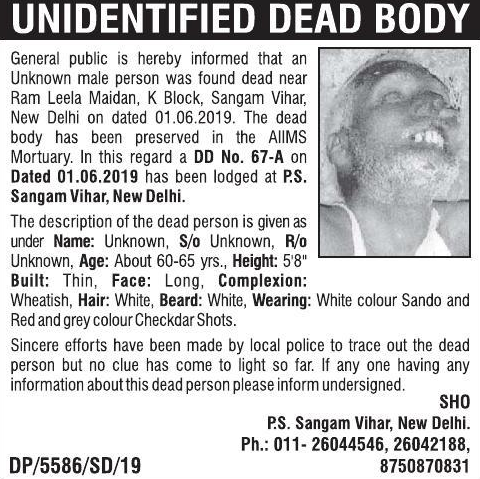 UNIDENTIFIED DEAD BODY
General public is hereby informed that an
Unknown male person was found dead near
Ram Leela Maidan, K Block, Sangam Vihar,
New Delhi on dated 01.06.2019. The dead
body has been preserved in the AIIMS
Mortuary. In this regard a DD No. 67-A on
Dated 01.06.2019 has been lodged at P.S.
Sangam Vihar, New Delhi.
The description of the dead person is given as
under Name: Unknown, S/o Unknown, R/o
Unknown, Age: About 60-65 yrs., Height: 5'8"
Built: Thin, Face: Long, Complexion:
Wheatish, Hair: White, Beard: White, Wearing: White colour Sando and
Red and grey colour Checkdar Shots.
Sincere efforts have been made by local police to trace out the dead
person but no clue has come to light so far. If any one having any
information about this dead person please inform undersigned.
SHO
P.S. Sangam Vihar, New Delhi.
Ph.: 011- 26044546, 26042188,
DP/5586/SD/19 8750870831